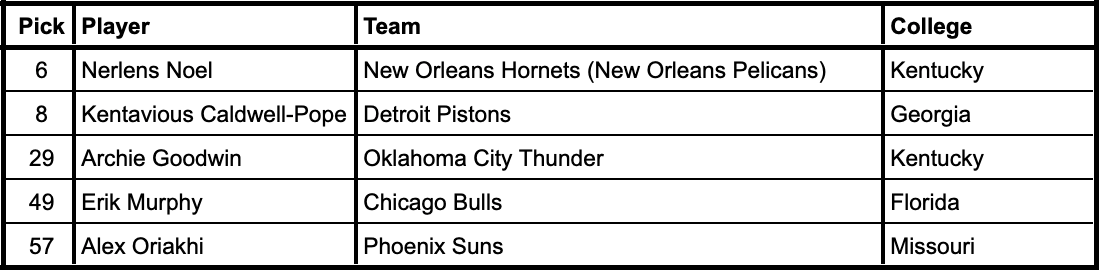 Pick Player Team College
6 Nerlens Noel New Orleans Hornets (New Orleans Pelicans) Kentucky
8 Kentavious Caldwell-Pope Detroit Pistons Georgia
29 Archie Goodwin Oklahoma City Thunder Kentucky
49 Erik Murphy Chicago Bulls Florida
57 Alex Oriakhi Phoenix Suns Missouri